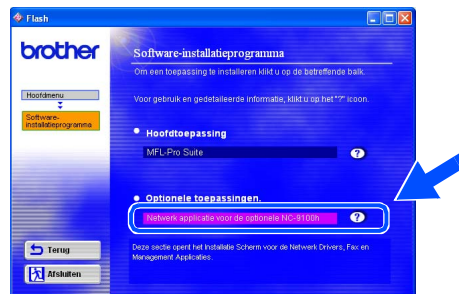 Flash
brother
Software-installatieprogramma
Om een toepassing te installeren klikt u op de betreffende balk.
Hoofdmenu
Voor gebruik en gedetaileerde informatie, klikt u op het "?" icoon.
Software-
installatieprogramma
Hoofdtoepassing
MFL-Pro Suite ?
Optionele toepassingen.
Netwerk applicatie voor de optionele NC-9100h ?
Terug
Deze sectie opent het Installatie Scherm voor de Netwerk Drivers, Fax en
Management Applicaties.
Afsluiten